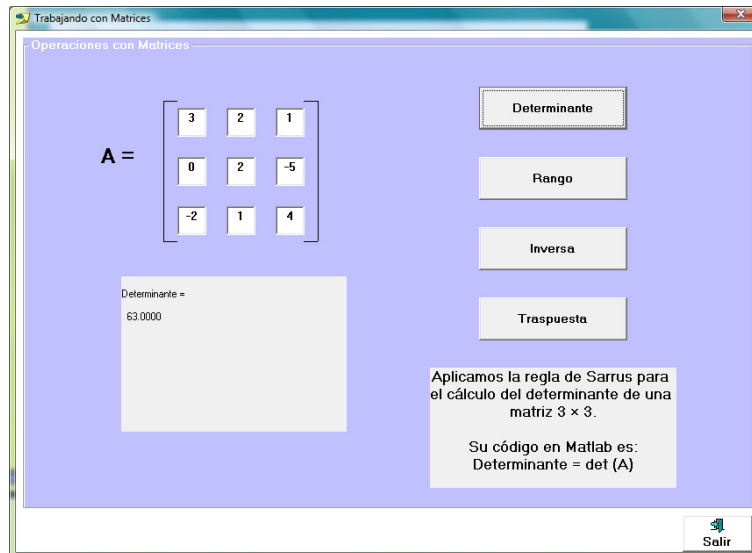 Trabajando con Matrices
Operaciones con Matrices
A =
3 2 1
0 2 -5
-2 1 4
Determinante =
63.0000
Determinante
Rango
Inversa
Traspuesta
Aplicamos la regla de Sarrus para
el cálculo del determinante de una
matriz 3 × 3.
Su código en Matlab es:
Determinante = det (A)
Salir